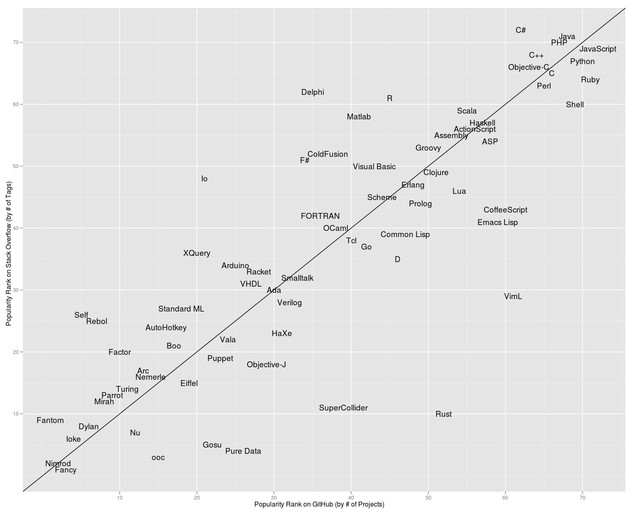 C#
Java
PHP
JavaScript
C++
Python
Objective-C
C
Ruby
Perl
Delphi
R
Shell
Scala
Matlab
Haskell
ActionScript
Assembly
ASP
Groovy
ColdFusion
F#
Visual Basic
Clojure
Io
Erlang
Lua
Scheme
Prolog
CoffeeScript
FORTRAN
Emacs Lisp
OCaml
Common Lisp
Tcl
Go
XQuery
D
Arduino
Racket
Smalltalk
VHDL
Ada
VimL
Verilog
Standard ML
Self
Rebol
AutoHotkey
HaXe
Vala
Boo
Factor
Puppet
Objective-J
Arc
Nemerle
Eiffel
Turing
Parrot
Mirah
SuperCollider
Rust
Fantom
Dylan
Nu
Ioke
Gosu
Pure Data
ooc
Nimrod
Fancy
70
60
50
40
30
20
10
10 20 30 40 50 60 70
Popularity Rank on Stack Overflow (by # of Tags)
Popularity Rank on GitHub (by # of Projects)